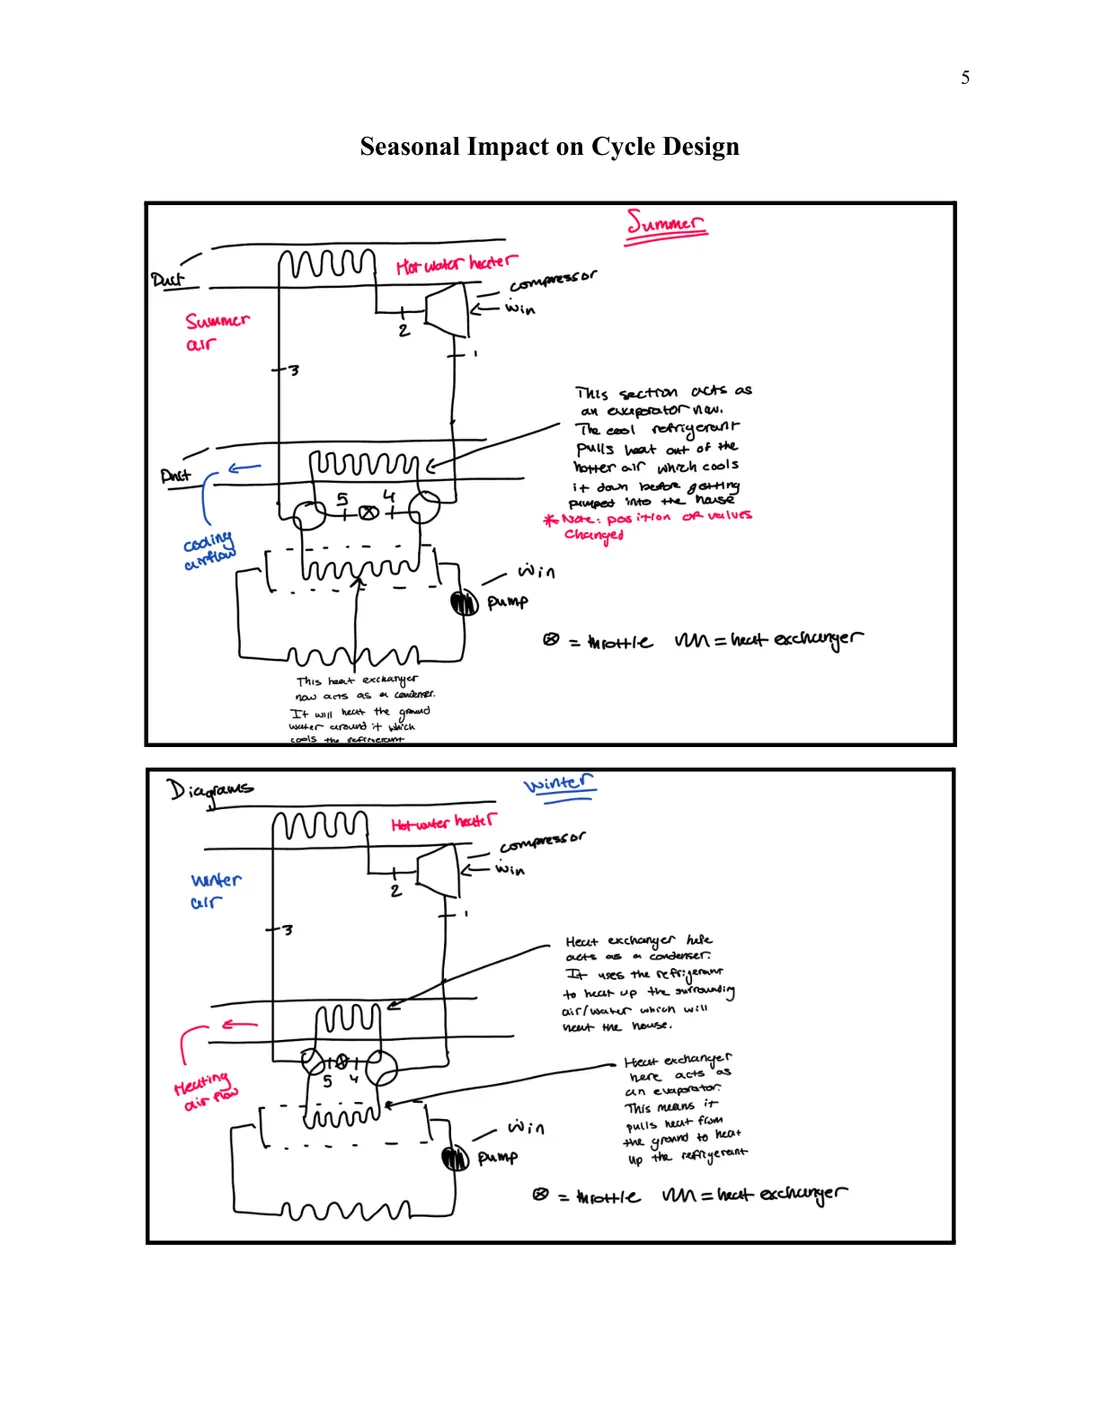 5
Seasonal Impact on Cycle Design
Summer
Duct
Hot water heater
compressor
Ẇin
2
1
Summer
air
3
This section acts as
an evaporator now.
The cool refrigerant
pulls heat out of the
hotter air which cools
it down before getting
pumped into the house
*Note: position of valves
changed
Duct
5
4
cooling
airflow
Ẇin
pump
⊗ = throttle
= heat exchanger
This heat exchanger
now acts as a condenser.
It will heat the ground
water around it which
cools the refrigerant
Diagrams
Winter
Hot water heater
compressor
Ẇin
2
1
winter
air
3
Heat exchanger here
acts as a condenser.
It uses the refrigerant
to heat up the surrounding
air/water which will
heat the house.
5
4
Heating
air flow
Heat exchanger
here acts as
an evaporator.
This means it
pulls heat from
the ground to heat
up the refrigerant
Ẇin
pump
⊗ = throttle
= heat exchanger